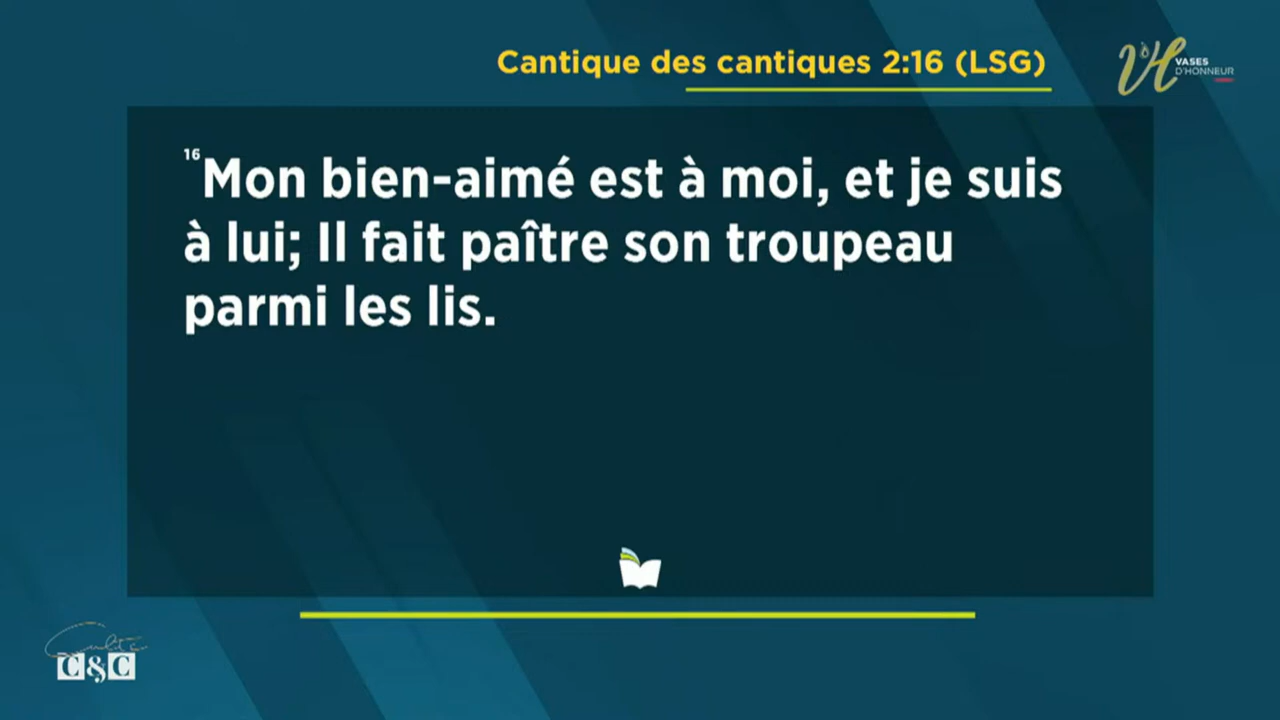 Cantique des cantiques 2:16 (LSG)
VH VASES
D'HONNEUR
16 Mon bien-aimé est à moi, et je suis
à lui; Il fait paître son troupeau
parmi les lis.
C&C